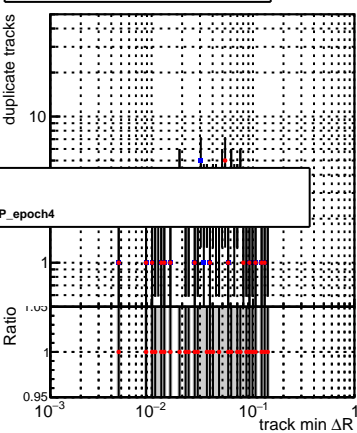 duplicate tracks
10
P_epoch4
1
1.05
Ratio
1
0.95
10−3
10−2
10−1
1
track min ΔR